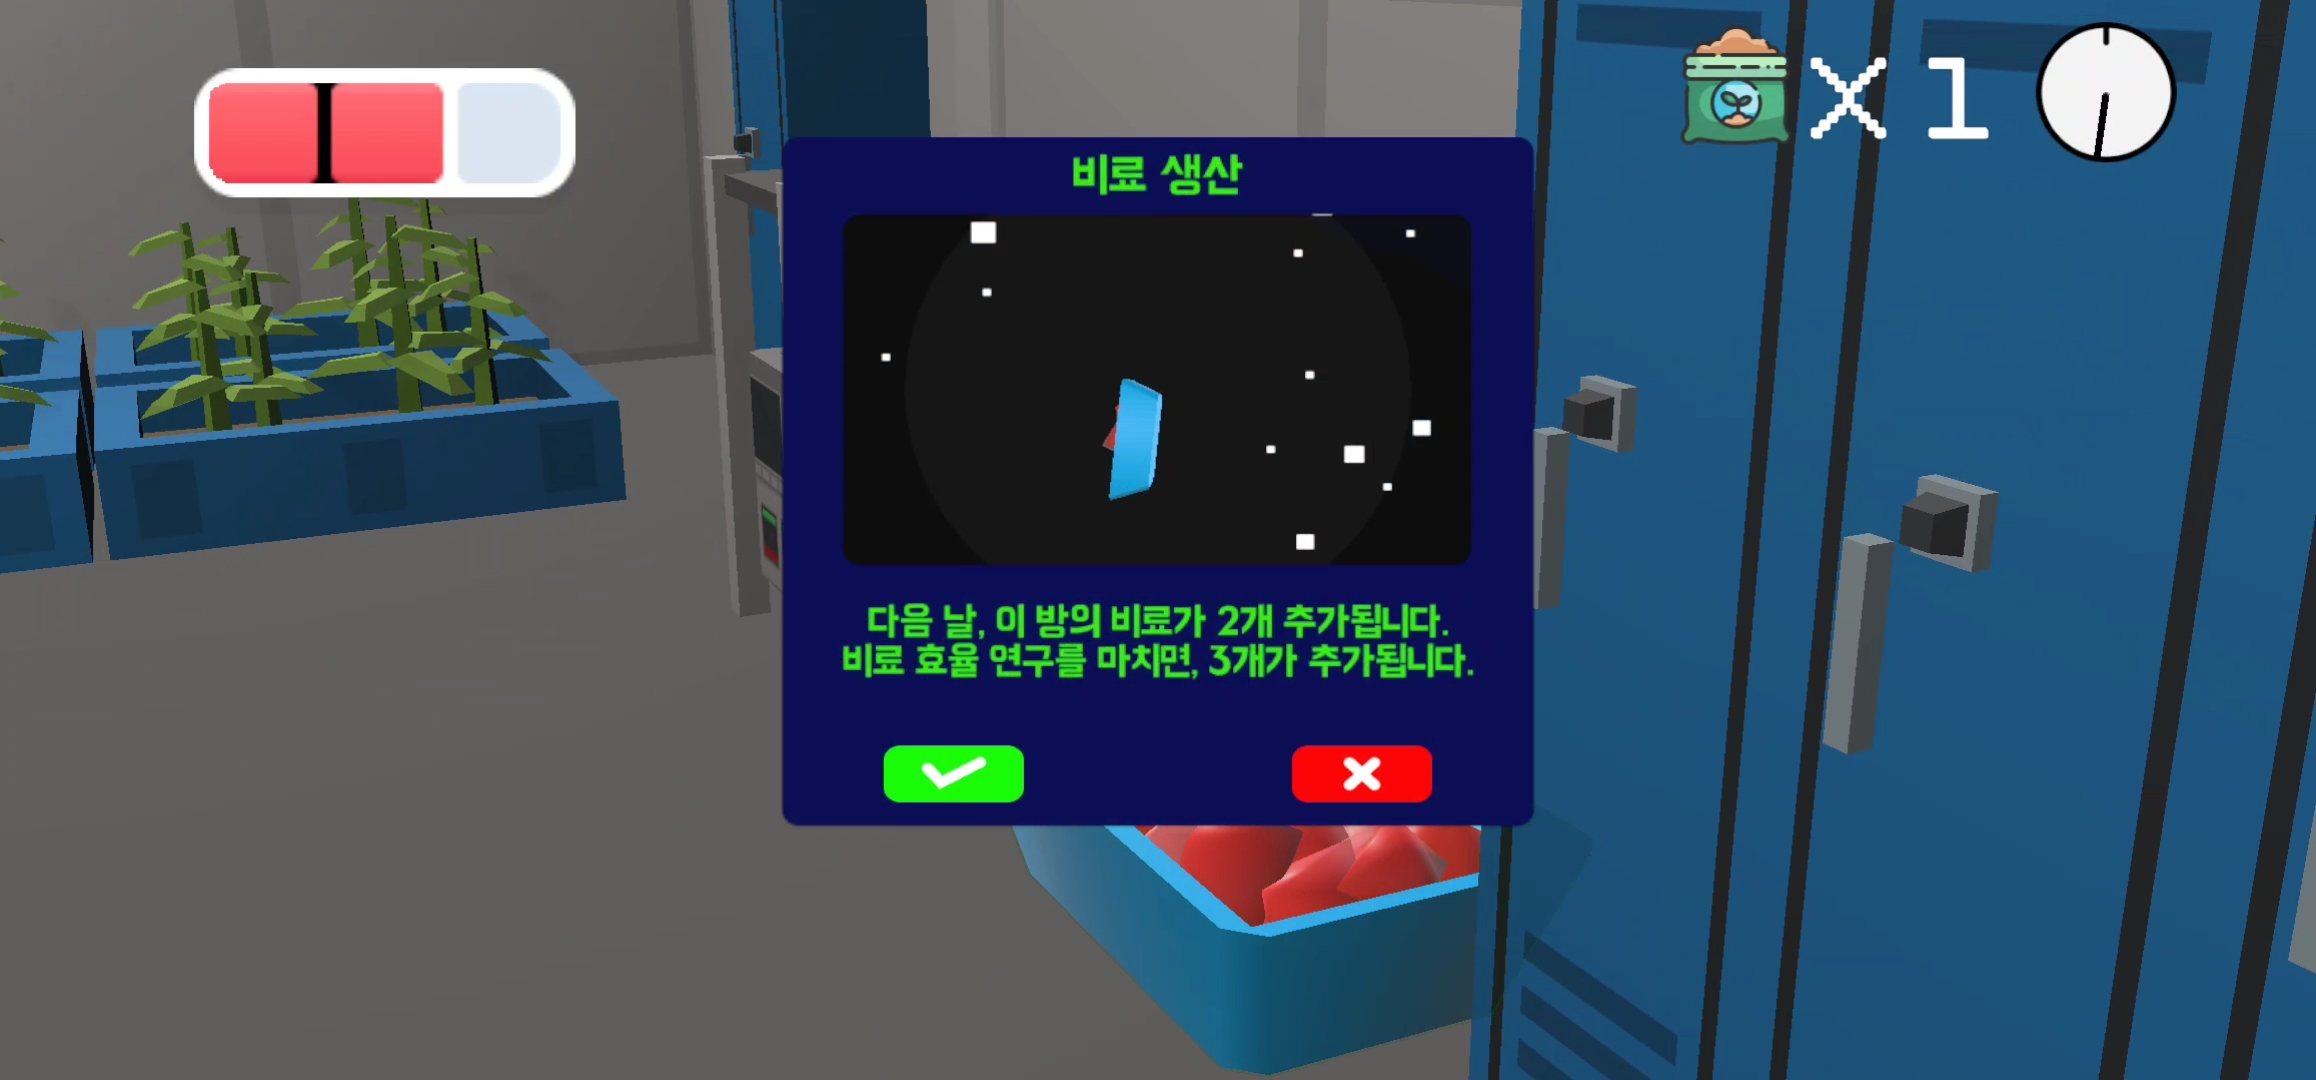 X 1
비료 생산
다음 날, 이 방의 비료가 2개 추가됩니다.
비료 효율 연구를 마치면, 3개가 추가됩니다.